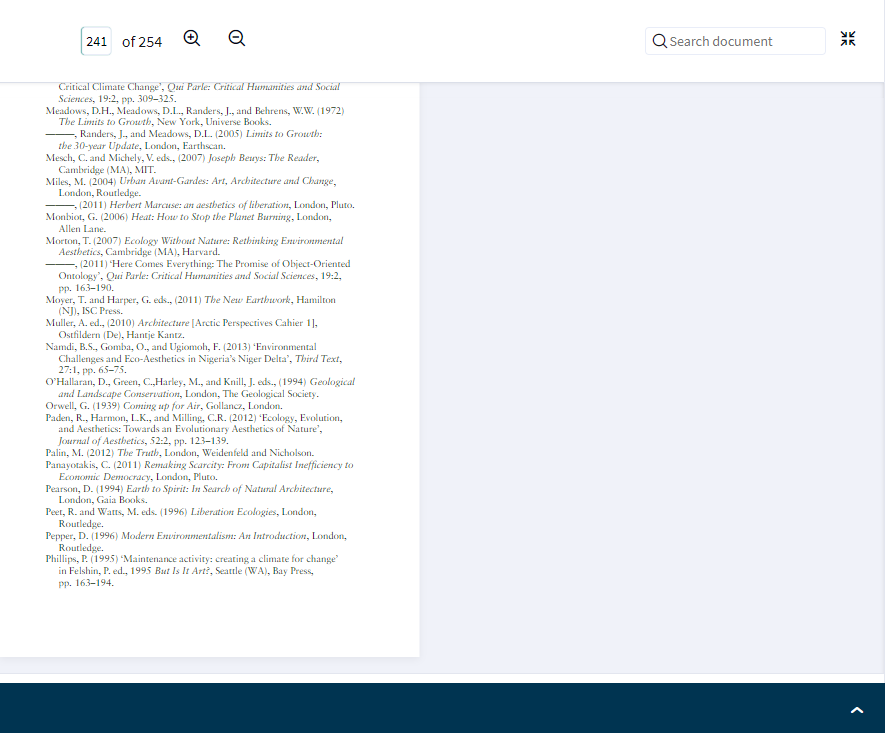 241 of 254
Search document
Critical Climate Change’, Qui Parle: Critical Humanities and Social
Sciences, 19:2, pp. 309–325.
Meadows, D.H., Meadows, D.L., Randers, J., and Behrens, W.W. (1972)
The Limits to Growth, New York, Universe Books.
———, Randers, J., and Meadows, D.L. (2005) Limits to Growth:
the 30-year Update, London, Earthscan.
Mesch, C. and Michely, V. eds., (2007) Joseph Beuys: The Reader,
Cambridge (MA), MIT.
Miles, M. (2004) Urban Avant-Gardes: Art, Architecture and Change,
London, Routledge.
———, (2011) Herbert Marcuse: an aesthetics of liberation, London, Pluto.
Monbiot, G. (2006) Heat: How to Stop the Planet Burning, London,
Allen Lane.
Morton, T. (2007) Ecology Without Nature: Rethinking Environmental
Aesthetics, Cambridge (MA), Harvard.
———, (2011) ‘Here Comes Everything: The Promise of Object-Oriented
Ontology’, Qui Parle: Critical Humanities and Social Sciences, 19:2,
pp. 163–190.
Moyer, T. and Harper, G. eds., (2011) The New Earthwork, Hamilton
(NJ), ISC Press.
Muller, A. ed., (2010) Architecture [Arctic Perspectives Cahier 1],
Ostfildern (De), Hantje Kantz.
Namdi, B.S., Gomba, O., and Ugiomoh, F. (2013) ‘Environmental
Challenges and Eco-Aesthetics in Nigeria’s Niger Delta’, Third Text,
27:1, pp. 65–75.
O’Hallaran, D., Green, C.,Harley, M., and Knill, J. eds., (1994) Geological
and Landscape Conservation, London, The Geological Society.
Orwell, G. (1939) Coming up for Air, Gollancz, London.
Paden, R., Harmon, L.K., and Milling, C.R. (2012) ‘Ecology, Evolution,
and Aesthetics: Towards an Evolutionary Aesthetics of Nature’,
Journal of Aesthetics, 52:2, pp. 123–139.
Palin, M. (2012) The Truth, London, Weidenfeld and Nicholson.
Panayotakis, C. (2011) Remaking Scarcity: From Capitalist Inefficiency to
Economic Democracy, London, Pluto.
Pearson, D. (1994) Earth to Spirit: In Search of Natural Architecture,
London, Gaia Books.
Peet, R. and Watts, M. eds. (1996) Liberation Ecologies, London,
Routledge.
Pepper, D. (1996) Modern Environmentalism: An Introduction, London,
Routledge.
Phillips, P. (1995) ‘Maintenance activity: creating a climate for change’
in Felshin, P. ed., 1995 But Is It Art?, Seattle (WA), Bay Press,
pp. 163–194.